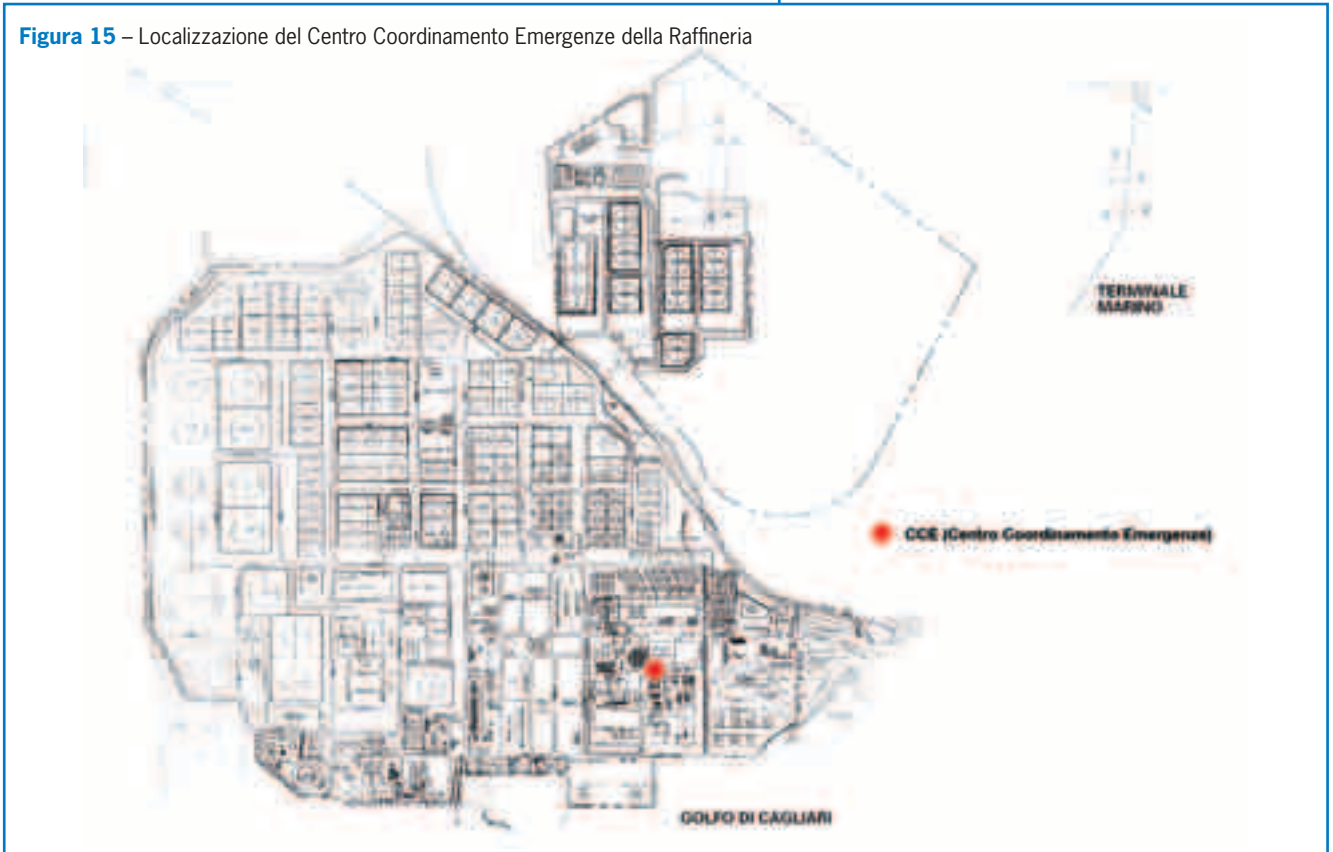 Figura 15 – Localizzazione del Centro Coordinamento Emergenze della Raffineria
TERMINALE
MARINO
CCE (Centro Coordinamento Emergenze)
GOLFO DI CAGLIARI